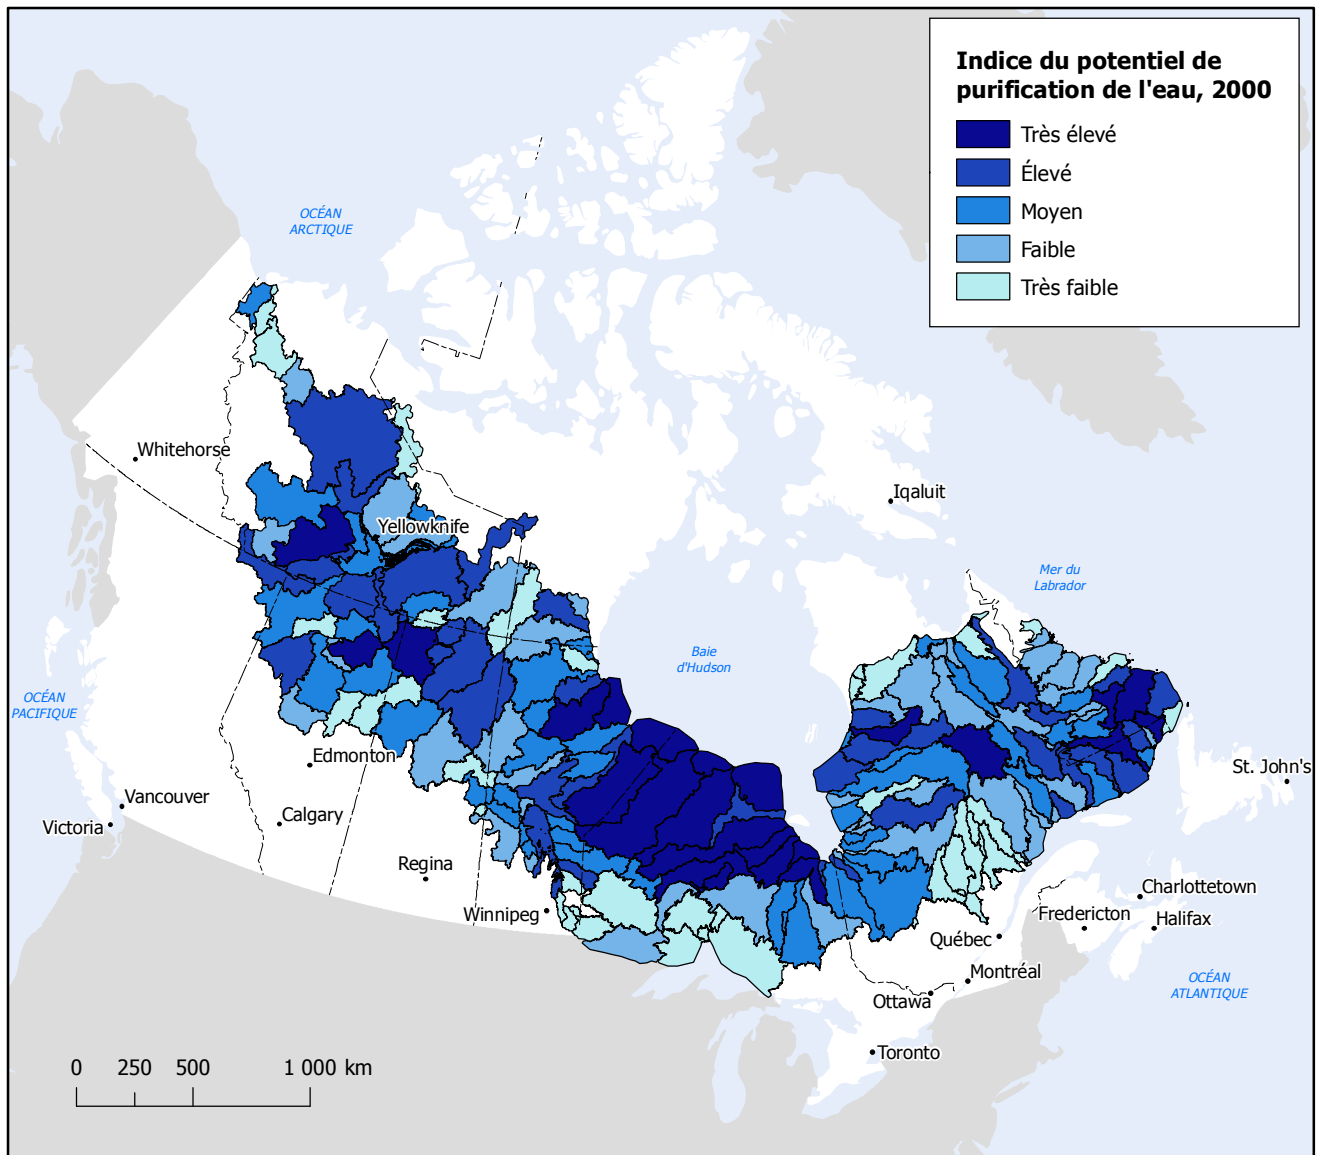 Indice du potentiel de
purification de l'eau, 2000
Très élevé
Élevé
Moyen
Faible
Très faible
OCÉAN
ARCTIQUE
Whitehorse
Iqaluit
Yellowknife
Mer du
Labrador
Baie
d'Hudson
OCÉAN
PACIFIQUE
Edmonton
St. John's
Vancouver
Calgary
Victoria
Regina
Charlottetown
Winnipeg
Fredericton
Halifax
Québec
Montréal
OCÉAN
ATLANTIQUE
Ottawa
Toronto
0 250 500 1 000 km